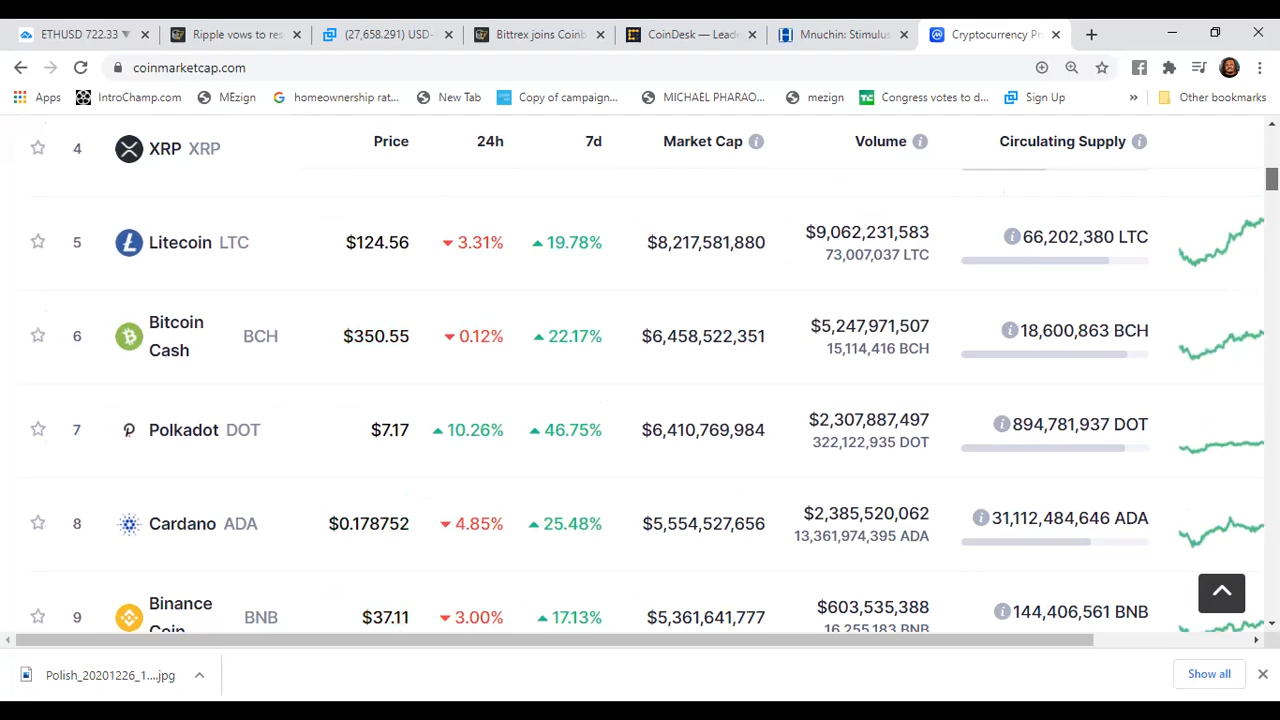 ETHUSD 722.33 ▼
Ripple vows to res
(27,658.291) USD-
Bittrex joins Coinb
CoinDesk — Leade
Mnuchin: Stimulus
Cryptocurrency Pr
coinmarketcap.com
Apps
IntroChamp.com
MEzign
homeownership rat...
New Tab
Copy of campaign...
MICHAEL PHARAO...
mezign
Congress votes to d...
Sign Up
»
Other bookmarks
4 XRP XRP
Price 24h 7d Market Cap Volume Circulating Supply
5 Litecoin LTC $124.56 3.31% 19.78% $8,217,581,880 $9,062,231,583 66,202,380 LTC
73,007,037 LTC
6 Bitcoin Cash BCH $350.55 0.12% 22.17% $6,458,522,351 $5,247,971,507 18,600,863 BCH
15,114,416 BCH
7 Polkadot DOT $7.17 10.26% 46.75% $6,410,769,984 $2,307,887,497 894,781,937 DOT
322,122,935 DOT
8 Cardano ADA $0.178752 4.85% 25.48% $5,554,527,656 $2,385,520,062 31,112,484,646 ADA
13,361,974,395 ADA
9 Binance Coin BNB $37.11 3.00% 17.13% $5,361,641,777 $603,535,388 144,406,561 BNB
16,255,183 BNB
Polish_20201226_1....jpg
Show all